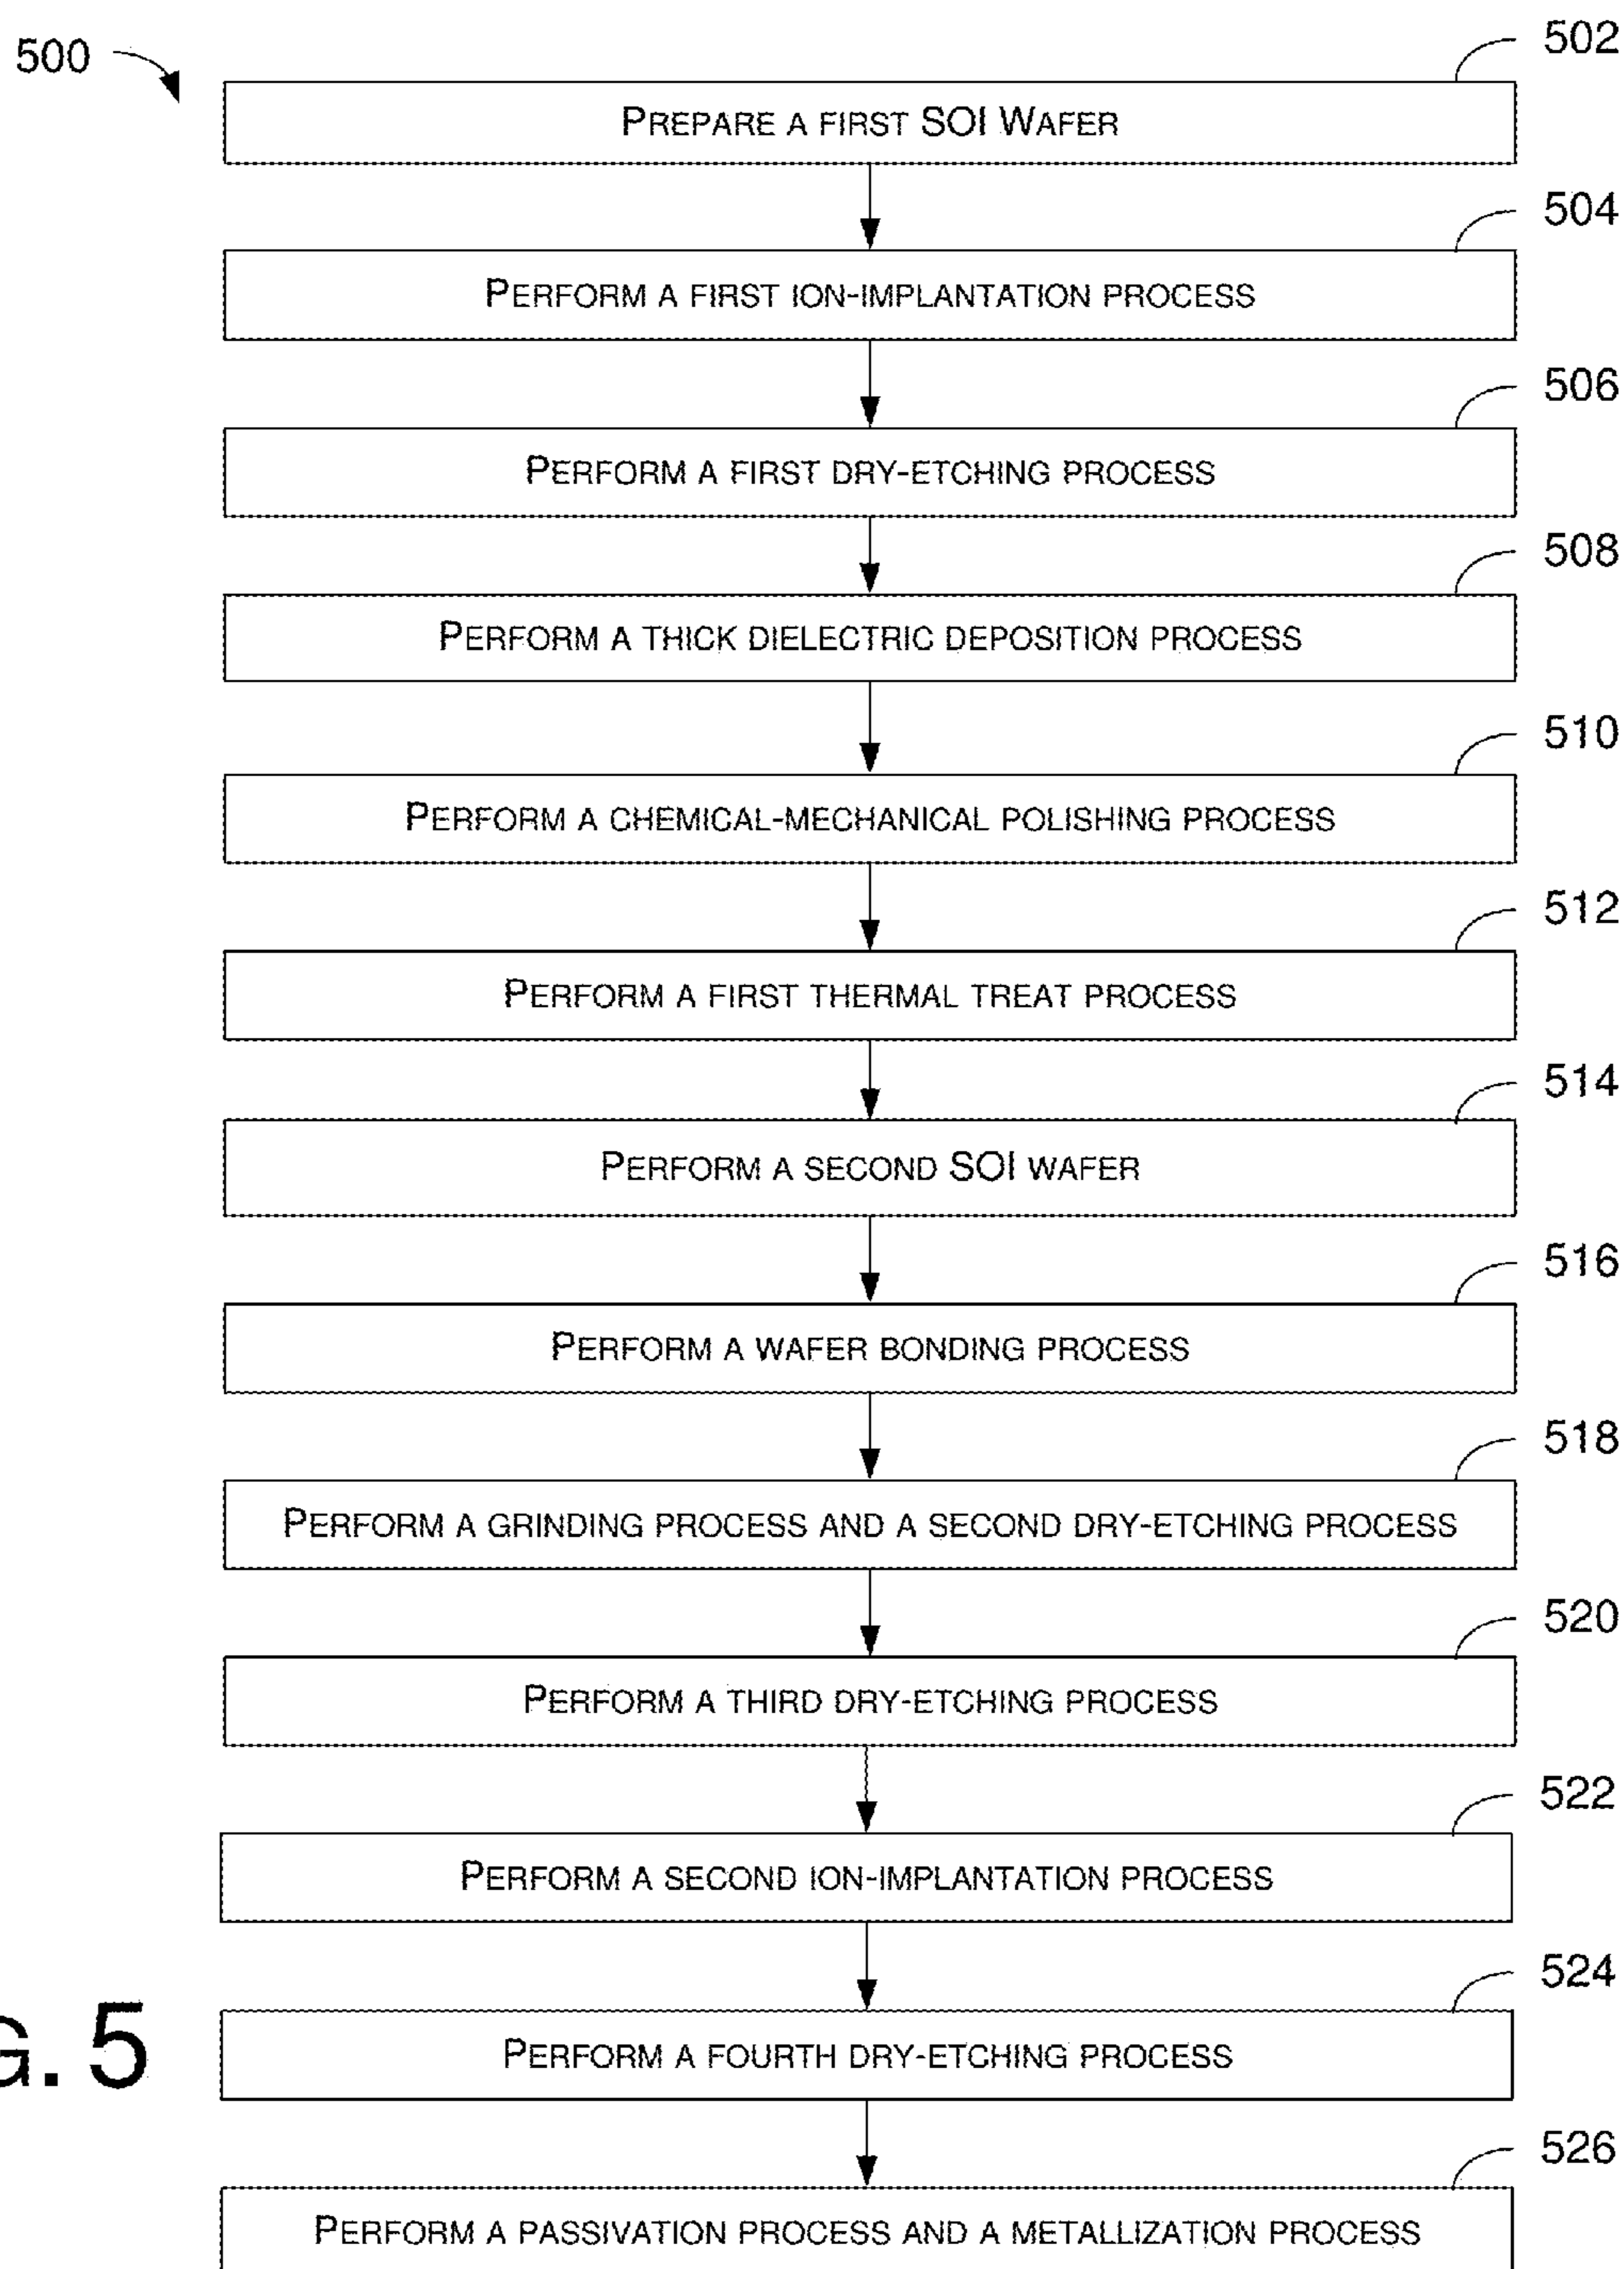 500
502
PREPARE A FIRST SOI WAFER
504
PERFORM A FIRST ION-IMPLANTATION PROCESS
506
PERFORM A FIRST DRY-ETCHING PROCESS
508
PERFORM A THICK DIELECTRIC DEPOSITION PROCESS
510
PERFORM A CHEMICAL-MECHANICAL POLISHING PROCESS
512
PERFORM A FIRST THERMAL TREAT PROCESS
514
PERFORM A SECOND SOI WAFER
516
PERFORM A WAFER BONDING PROCESS
518
PERFORM A GRINDING PROCESS AND A SECOND DRY-ETCHING PROCESS
520
PERFORM A THIRD DRY-ETCHING PROCESS
522
PERFORM A SECOND ION-IMPLANTATION PROCESS
524
PERFORM A FOURTH DRY-ETCHING PROCESS
G. 5
526
PERFORM A PASSIVATION PROCESS AND A METALLIZATION PROCESS